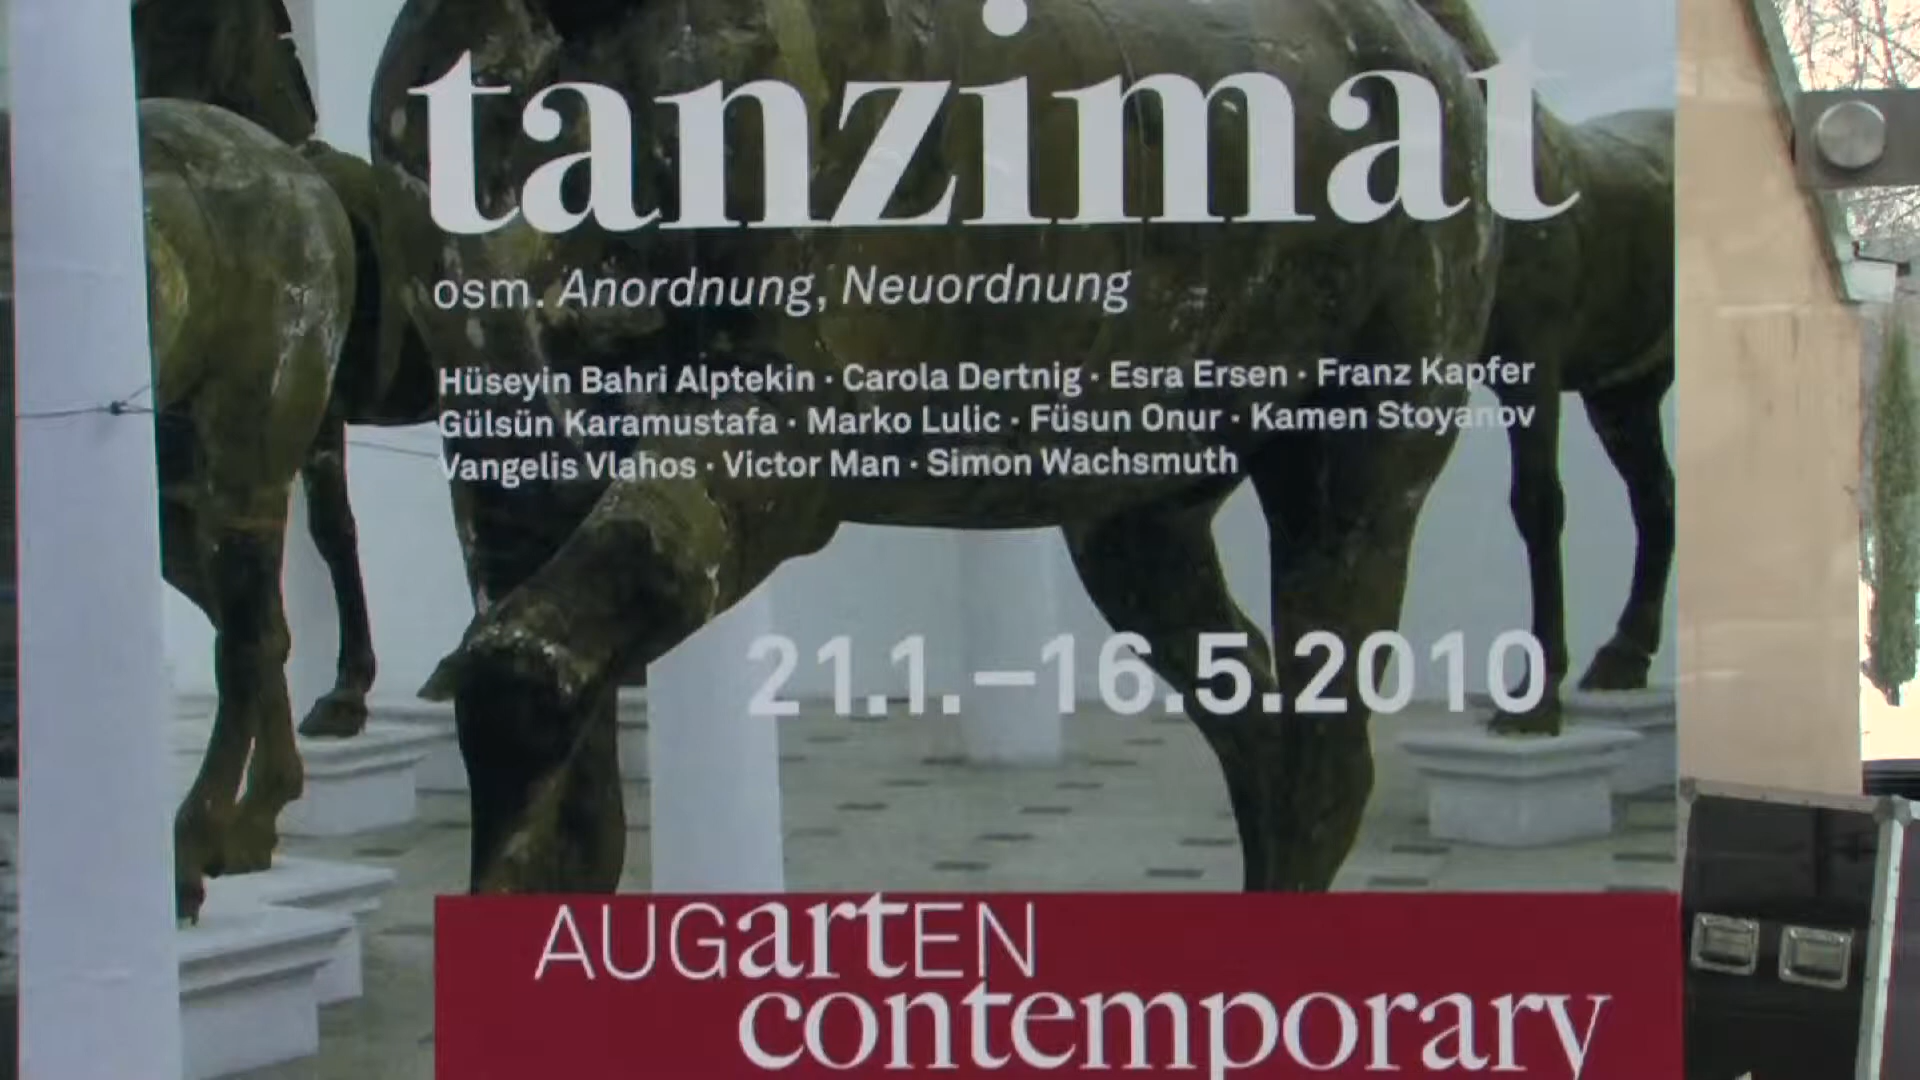 tanzimat
osm. Anordnung, Neuordnung
Hüseyin Bahri Alptekin · Carola Dertnig · Esra Ersen · Franz Kapfer
Gülsün Karamustafa · Marko Lulic · Füsun Onur · Kamen Stoyanov
Vangelis Vlahos · Victor Man · Simon Wachsmuth
21.1.–16.5.2010
AUGartEN
contemporary